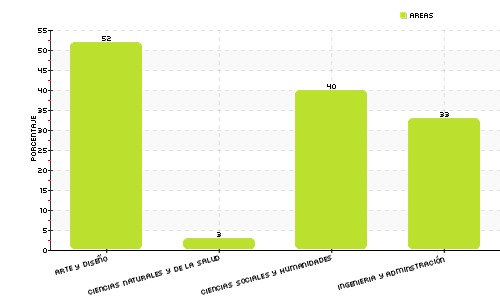 AREAS
PORCENTAJE
55
50
45
40
35
30
25
20
15
10
5
0
52
3
40
33
ARTE Y DISEÑO
CIENCIAS NATURALES Y DE LA SALUD
CIENCIAS SOCIALES Y HUMANIDADES
INGENIERIA Y ADMINSTRACIÓN